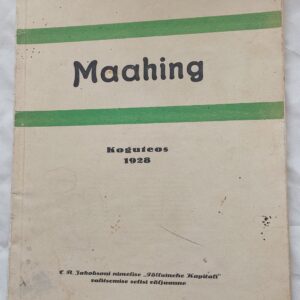 Maahing
Koguteos
1928
C. R. Jakobsoni nimelise „Põllumehe Kapitali"
valitsemise seltsi väljaanne